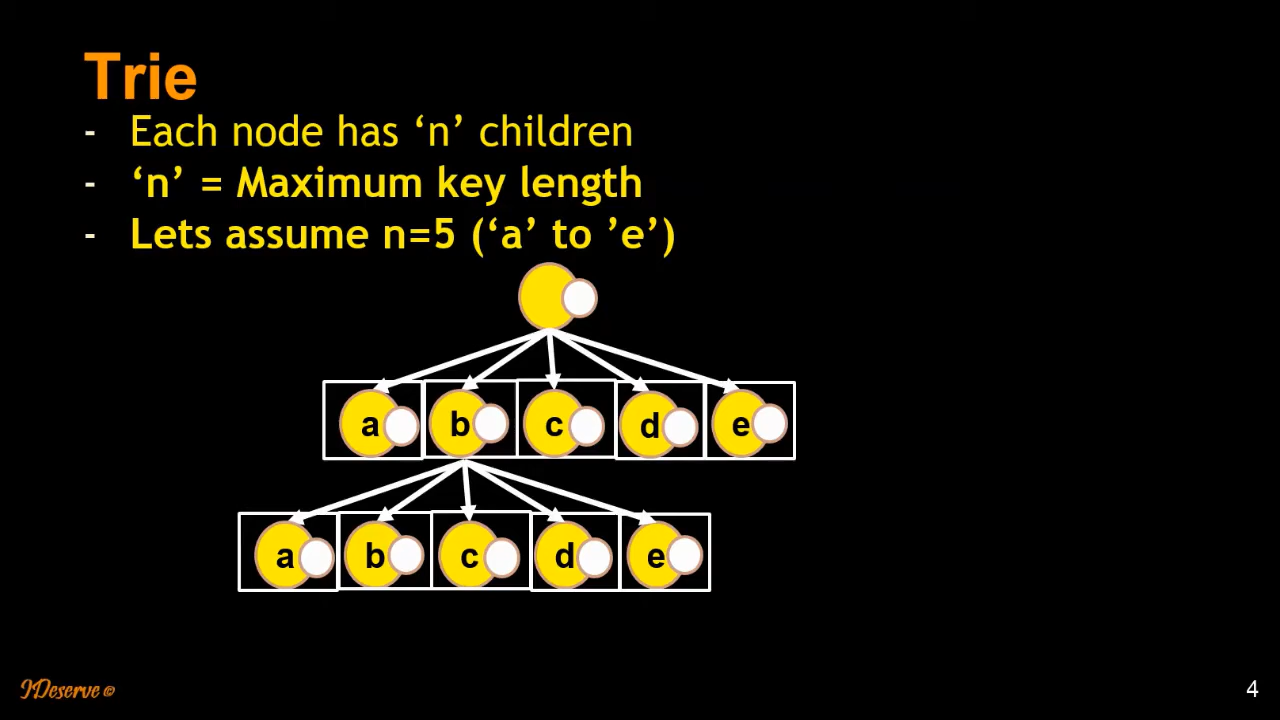 Trie
- Each node has ‘n’ children
- ‘n’ = Maximum key length
- Lets assume n=5 (‘a’ to ’e’)
a b c d e
a b c d e
IDeserve ©
4